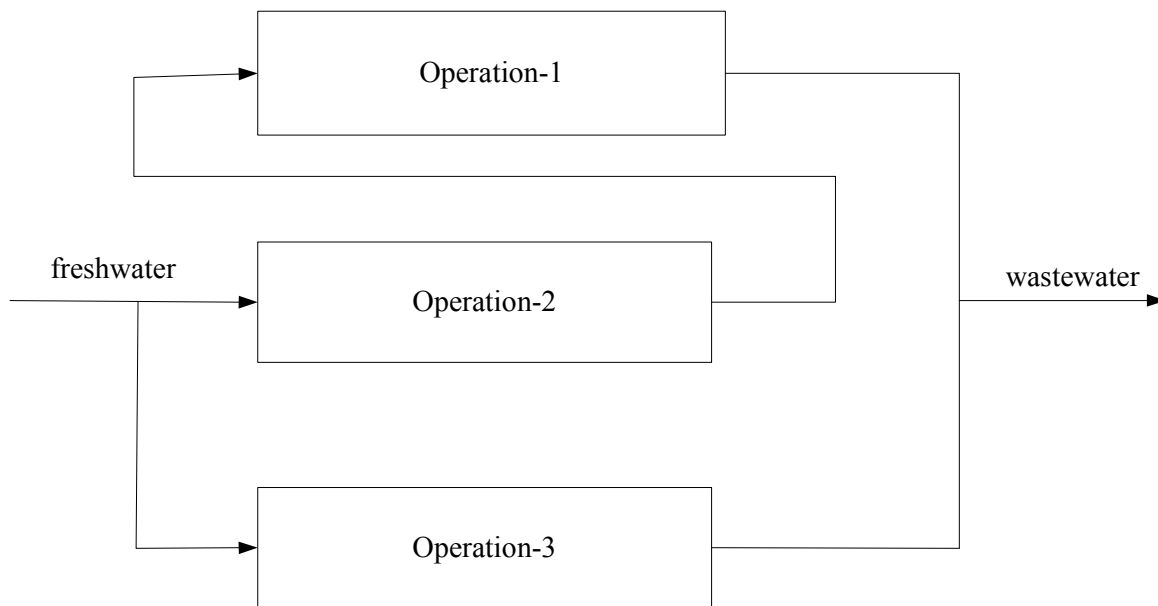 Operation-1
freshwater
Operation-2
wastewater
Operation-3